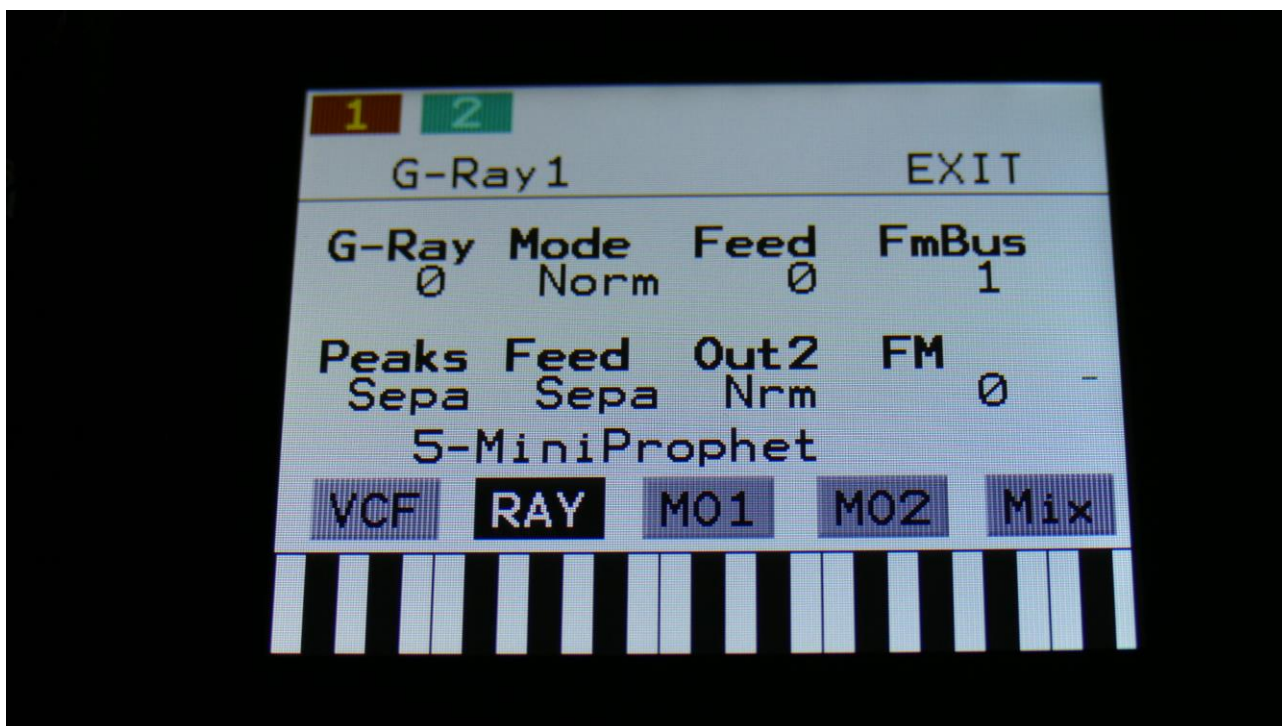 1 2
G-Ray1 EXIT
G-Ray Mode Feed FmBus
0 Norm 0 1
Peaks Feed Out2 FM
Sepa Sepa Nrm 0
5-MiniProphet
VCF RAY MO1 MO2 Mix